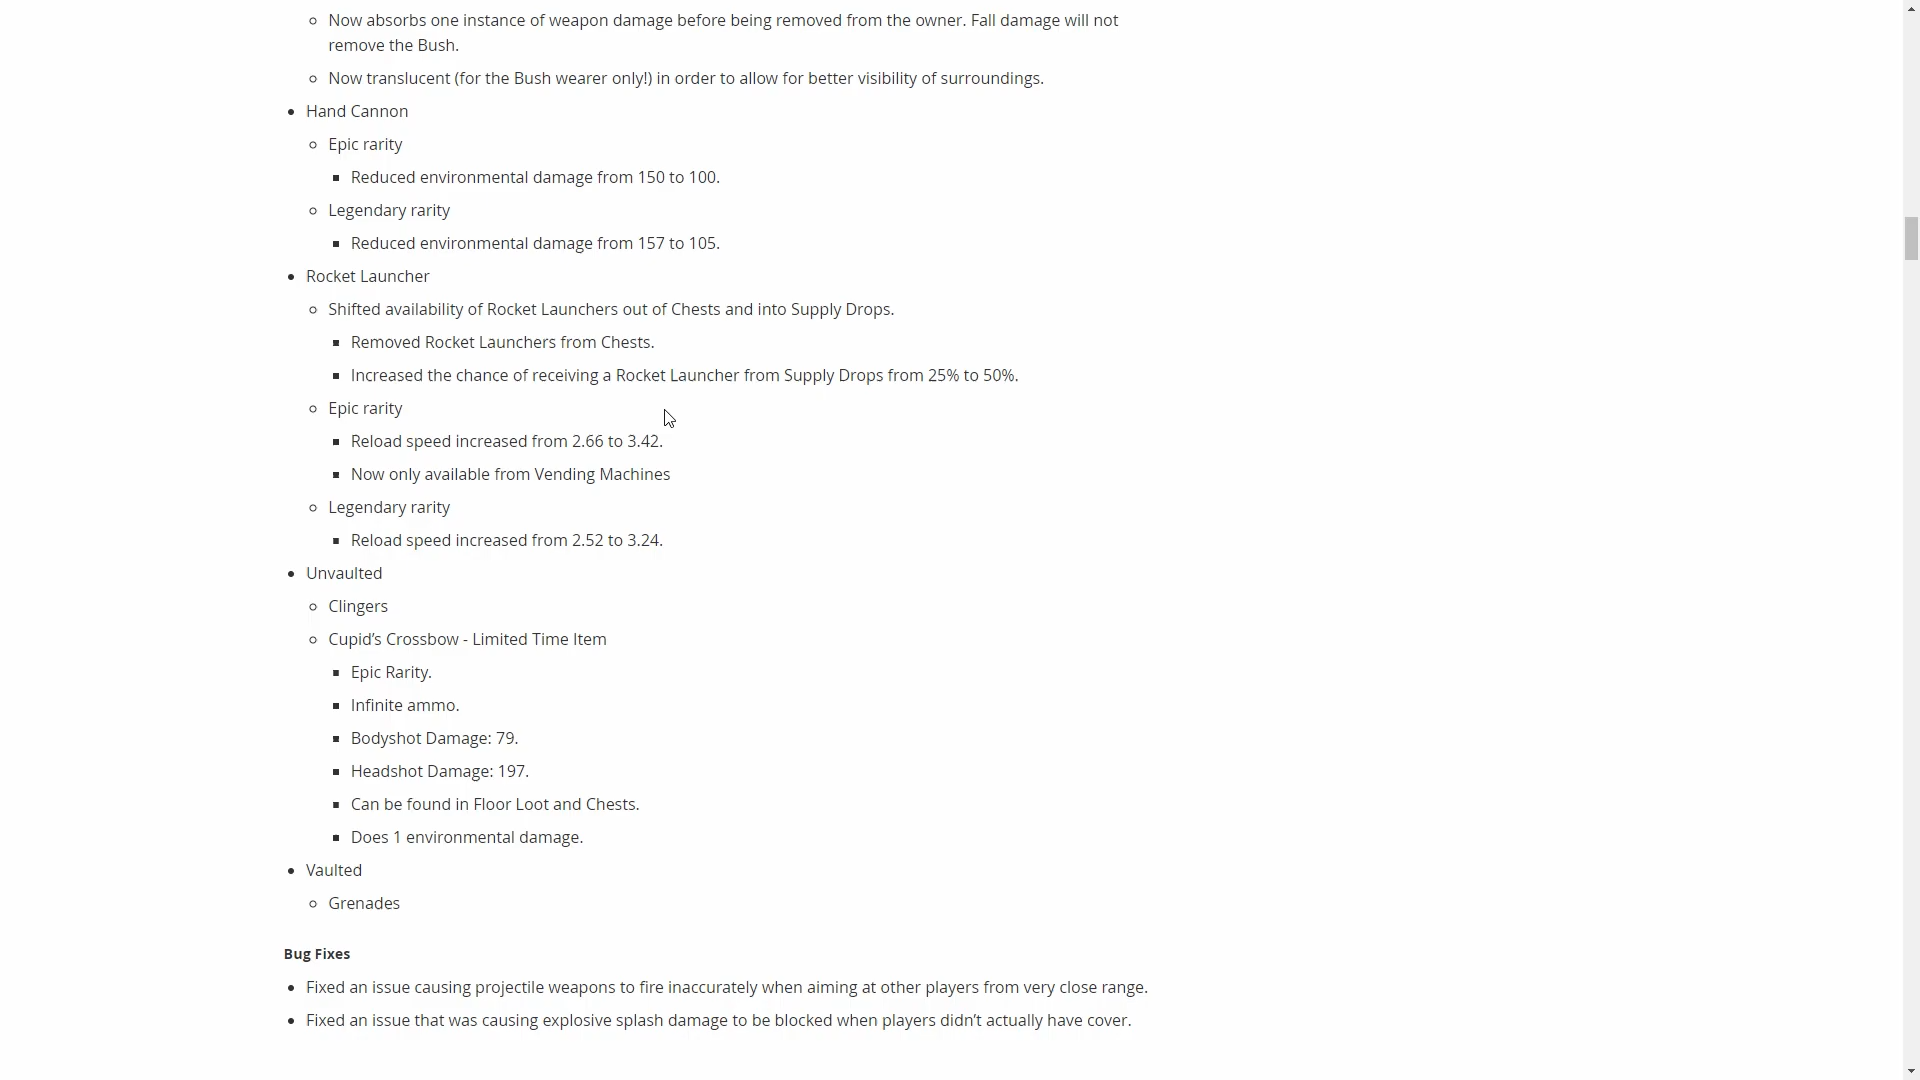 Now absorbs one instance of weapon damage before being removed from the owner. Fall damage will not
remove the Bush.
Now translucent (for the Bush wearer only!) in order to allow for better visibility of surroundings.
Hand Cannon
Epic rarity
Reduced environmental damage from 150 to 100.
Legendary rarity
Reduced environmental damage from 157 to 105.
Rocket Launcher
Shifted availability of Rocket Launchers out of Chests and into Supply Drops.
Removed Rocket Launchers from Chests.
Increased the chance of receiving a Rocket Launcher from Supply Drops from 25% to 50%.
Epic rarity
Reload speed increased from 2.66 to 3.42.
Now only available from Vending Machines
Legendary rarity
Reload speed increased from 2.52 to 3.24.
Unvaulted
Clingers
Cupid’s Crossbow - Limited Time Item
Epic Rarity.
Infinite ammo.
Bodyshot Damage: 79.
Headshot Damage: 197.
Can be found in Floor Loot and Chests.
Does 1 environmental damage.
Vaulted
Grenades
Bug Fixes
Fixed an issue causing projectile weapons to fire inaccurately when aiming at other players from very close range.
Fixed an issue that was causing explosive splash damage to be blocked when players didn’t actually have cover.